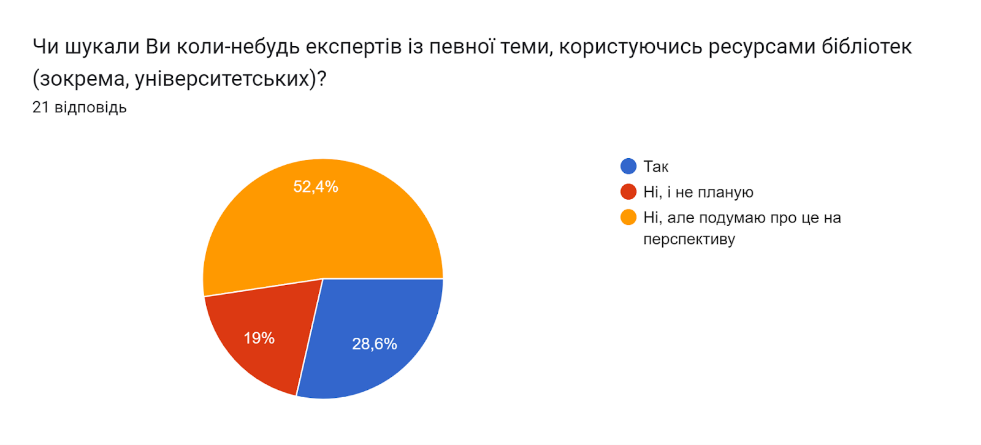 Чи шукали Ви коли-небудь експертів із певної теми, користуючись ресурсами бібліотек
(зокрема, університетських)?
21 відповідь
52,4%
19%
28,6%
Так
Ні, і не планую
Ні, але подумаю про це на
перспективу